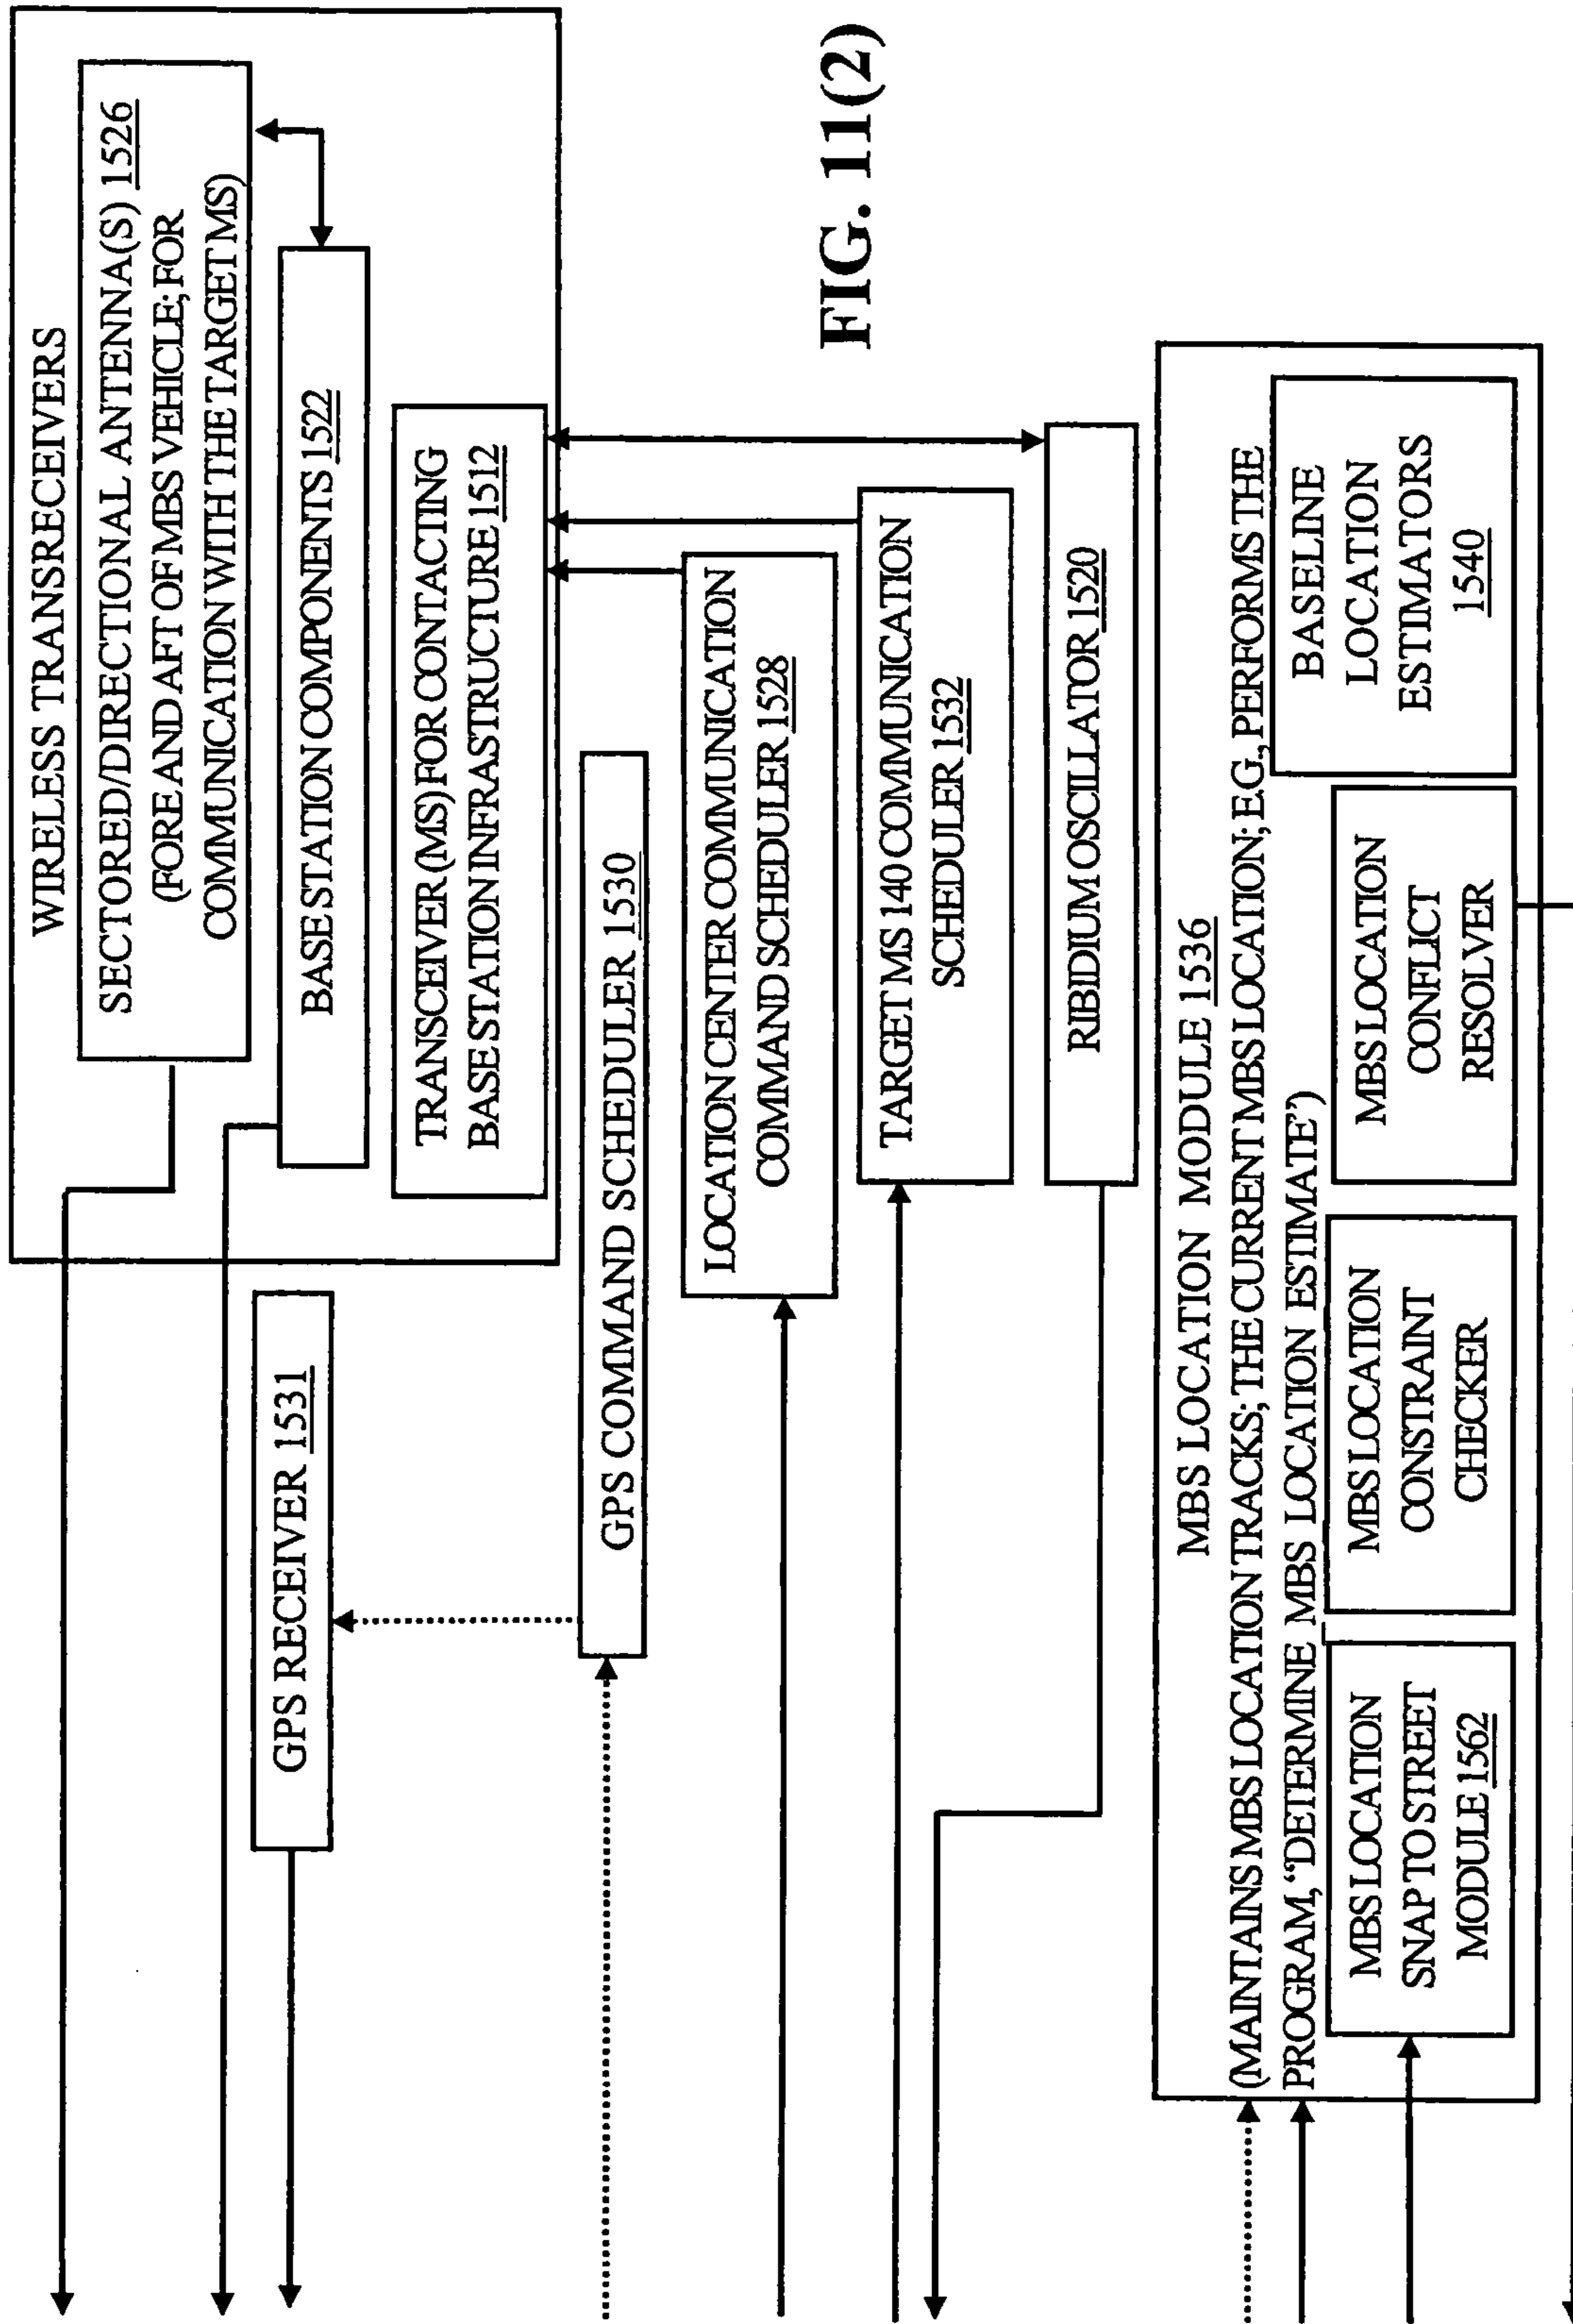 WIRELESS TRANSRECEIVERS
SECTORED/DIRECTIONAL ANTENNA(S) 1526
(FORE AND AFT OF MBS VEHICLE; FOR
COMMUNICATION WITH THE TARGET MS)
BASE STATION COMPONENTS 1522
TRANSCEIVER (MS) FOR CONTACTING
BASE STATION INFRASTRUCTURE 1512
GPS RECEIVER 1531
GPS COMMAND SCHEDULER 1530
LOCATION CENTER COMMUNICATION
COMMAND SCHEDULER 1528
TARGET MS 140 COMMUNICATION
SCHEDULER 1532
RIBIDIUM OSCILLATOR 1520
FIG. 11(2)
MBS LOCATION MODULE 1536
(MAINTAINS MBS LOCATION TRACKS; THE CURRENT MBS LOCATION; E.G., PERFORMS THE
PROGRAM, “DETERMINE MBS LOCATION ESTIMATE”)
MBS LOCATION
SNAP TO STREET
MODULE 1562
MBS LOCATION
CONSTRAINT
CHECKER
MBS LOCATION
CONFLICT
RESOLVER
BASELINE
LOCATION
ESTIMATORS
1540